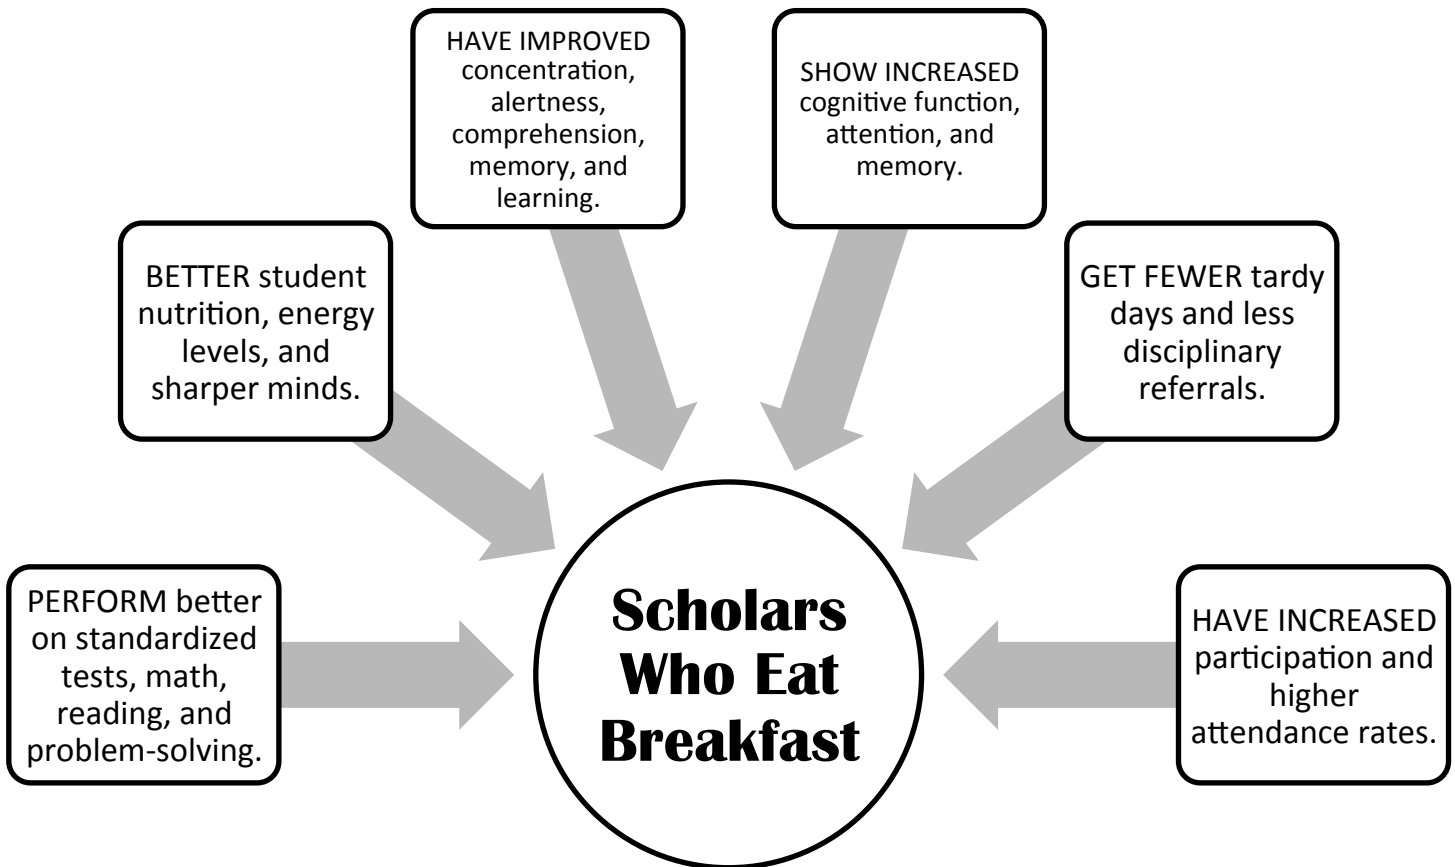 HAVE IMPROVED
concentration,
alertness,
comprehension,
memory, and
learning.
SHOW INCREASED
cognitive function,
attention, and
memory.
BETTER student
nutrition, energy
levels, and
sharper minds.
GET FEWER tardy
days and less
disciplinary
referrals.
PERFORM better
on standardized
tests, math,
reading, and
problem-solving.
Scholars
Who Eat
Breakfast
HAVE INCREASED
participation and
higher
attendance rates.